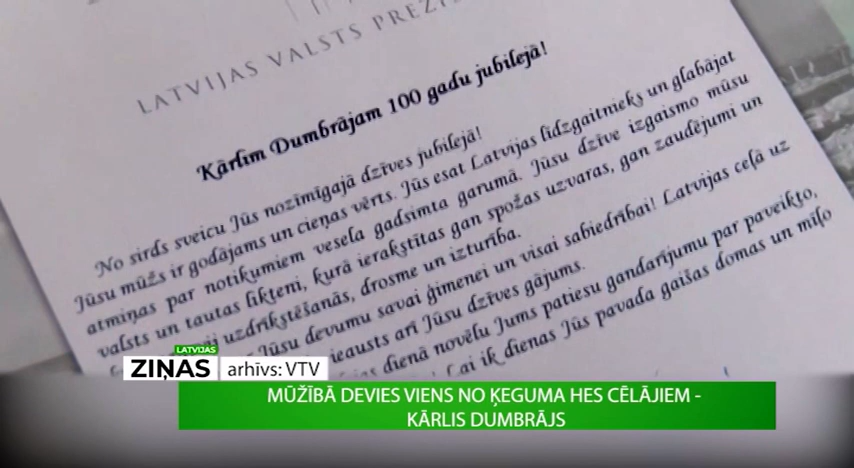 LATVIJAS VALSTS
Kārlim Dumbrājam 100 gadu jubilejā!
No sirds sveicu Jūs nozīmīgajā dzīves jubilejā!
Jūsu mūžs ir godājams un cieņas vērts. Jūs esat Latvijas līdzgaitnieks un glabājat
atmiņas par notikumiem vesela gadsimta garumā. Jūsu dzīve izgaismo mūsu
valsts un tautas likteni, kurā ierakstītas gan spožas uzvaras, gan zaudējumi un
uzdrīkstēšanās, drosme un izturība.
Jūsu devumu savai ģimenei un visai sabiedrībai! Latvijas ceļā uz
ieausts arī Jūsu dzīves gājums.
dienā novēlu Jums patiesu gandarījumu par paveikto,
Lai ik dienas Jūs pavada gaišas domas un mīļo
LATVIJAS
ZIŅAS
arhīvs: VTV
MŪŽĪBĀ DEVIES VIENS NO ĶEGUMA HES CĒLĀJIEM -
KĀRLIS DUMBRĀJS